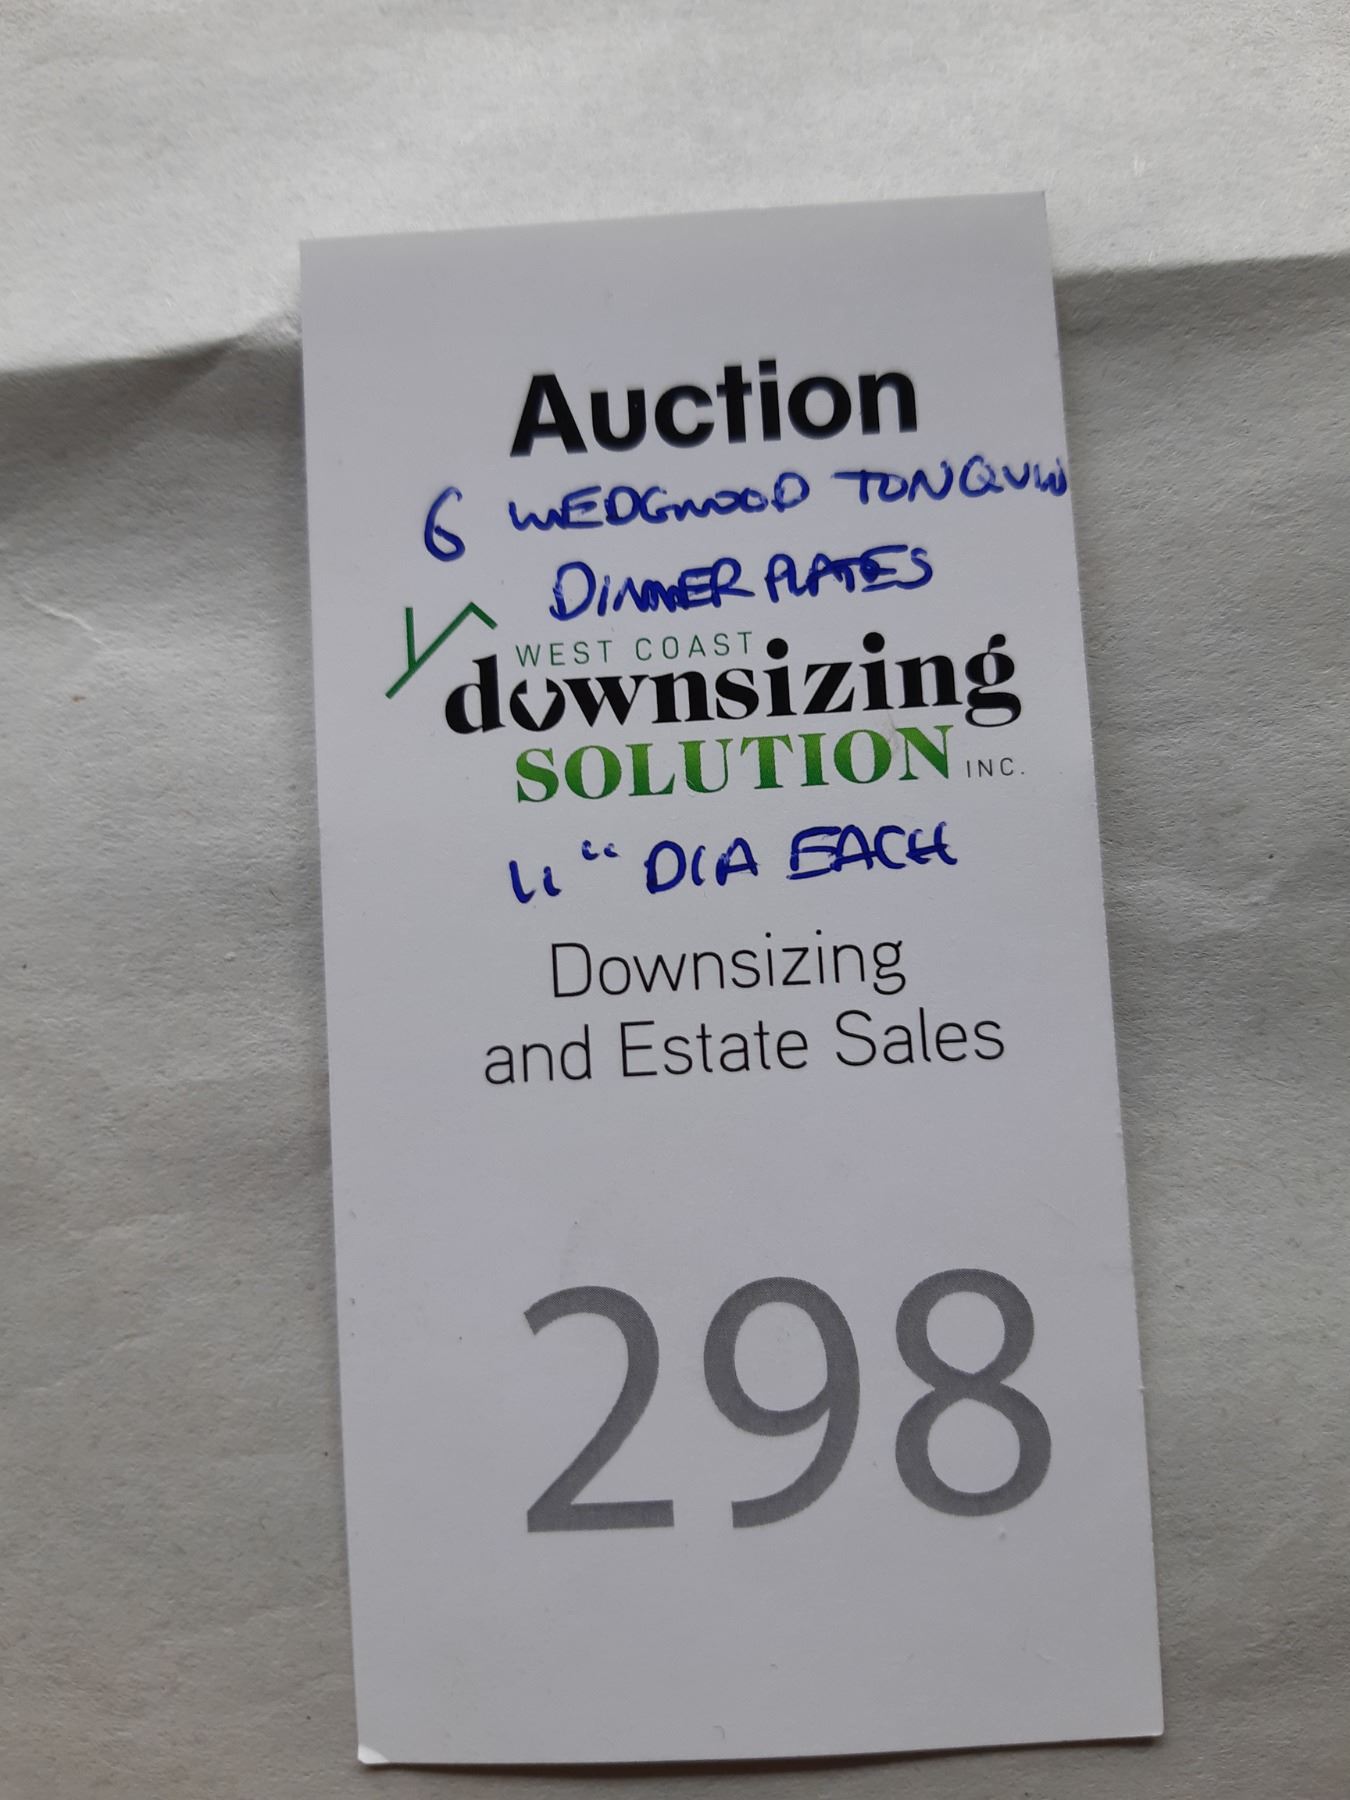 Auction
6 WEDGWOOD TONQUIN
DINNER PLATES
WEST COAST
downsizing
SOLUTION INC.
11" DIA EACH
Downsizing
and Estate Sales
298